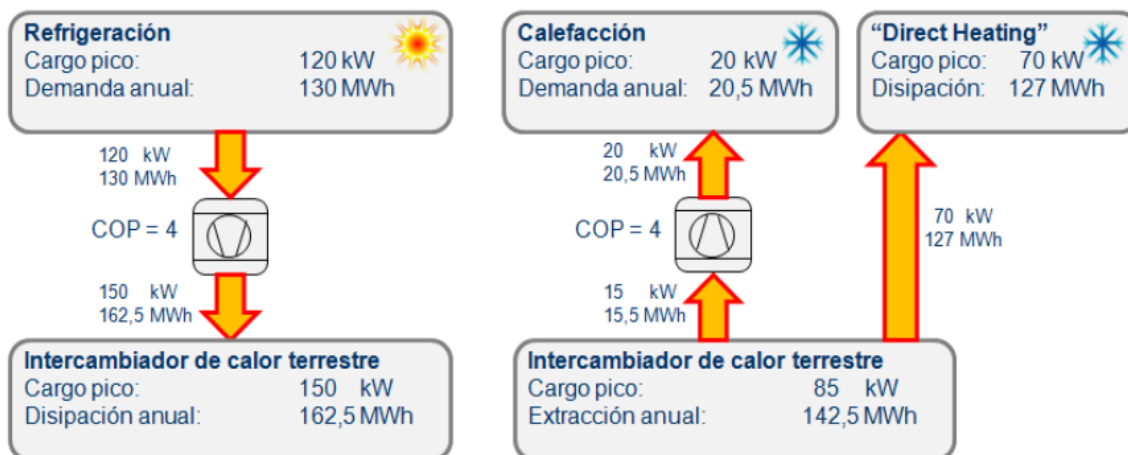 Refrigeración
Cargo pico: 120 kW
Demanda anual: 130 MWh
120 kW
130 MWh
COP = 4
150 kW
162,5 MWh
Intercambiador de calor terrestre
Cargo pico: 150 kW
Disipación anual: 162,5 MWh
Calefacción
Cargo pico: 20 kW
Demanda anual: 20,5 MWh
20 kW
20,5 MWh
COP = 4
15 kW
15,5 MWh
“Direct Heating”
Cargo pico: 70 kW
Disipación: 127 MWh
70 kW
127 MWh
Intercambiador de calor terrestre
Cargo pico: 85 kW
Extracción anual: 142,5 MWh